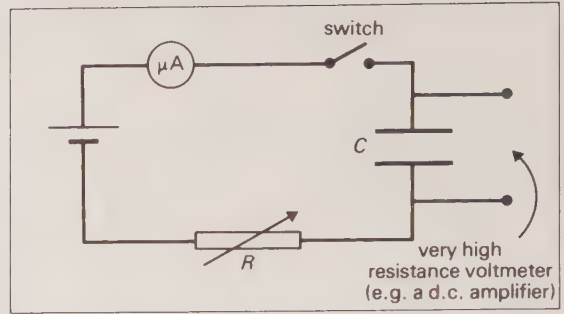 switch
μA
C
R
very high
resistance voltmeter
(e.g. a d.c. amplifier)